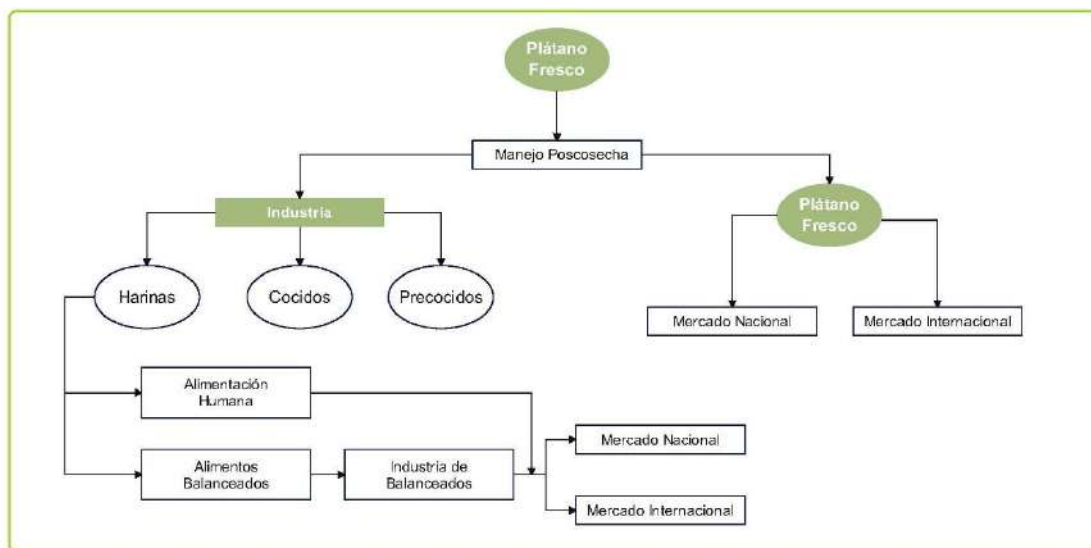 Plátano
Fresco
Manejo Poscosecha
Industria
Plátano
Fresco
Harinas
Cocidos
Precocidos
Mercado Nacional
Mercado Internacional
Alimentación
Humana
Alimentos
Balanceados
Industria de
Balanceados
Mercado Nacional
Mercado Internacional